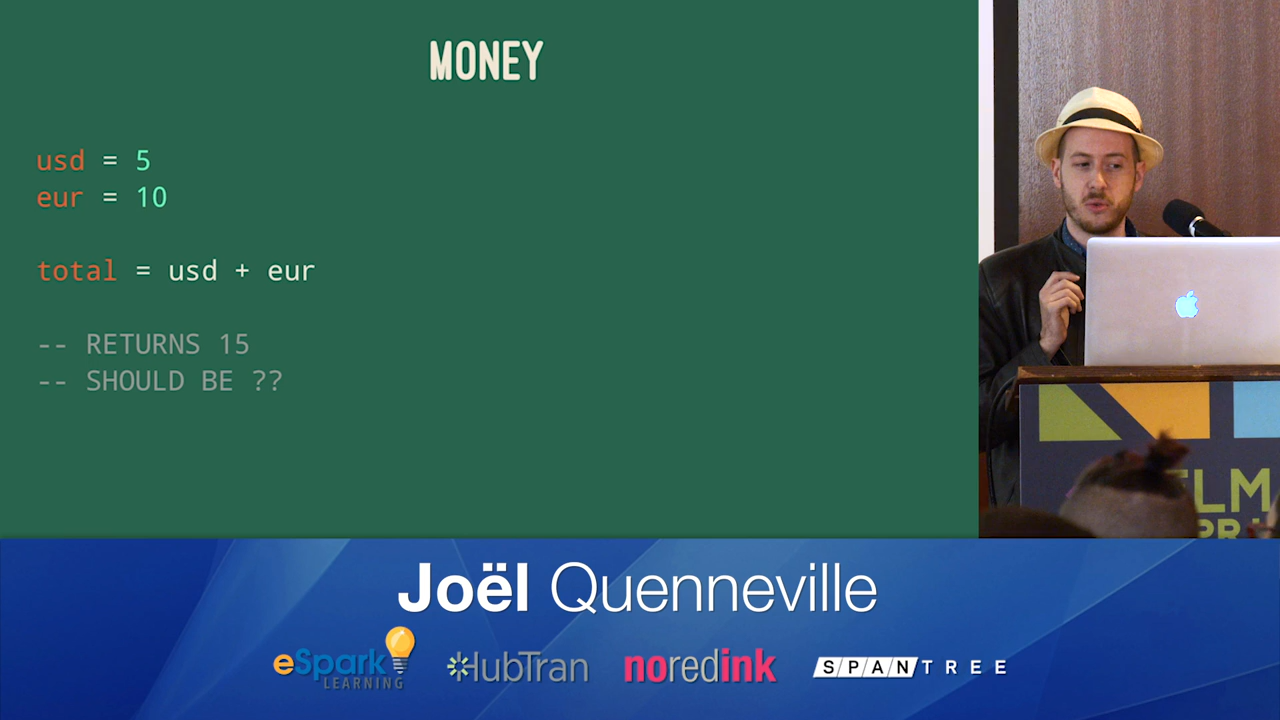 MONEY
usd = 5
eur = 10
total = usd + eur
-- RETURNS 15
-- SHOULD BE ??
ELM
Joël Quenneville
eSpark
LEARNING
HubTran
noredink
SPANTREE